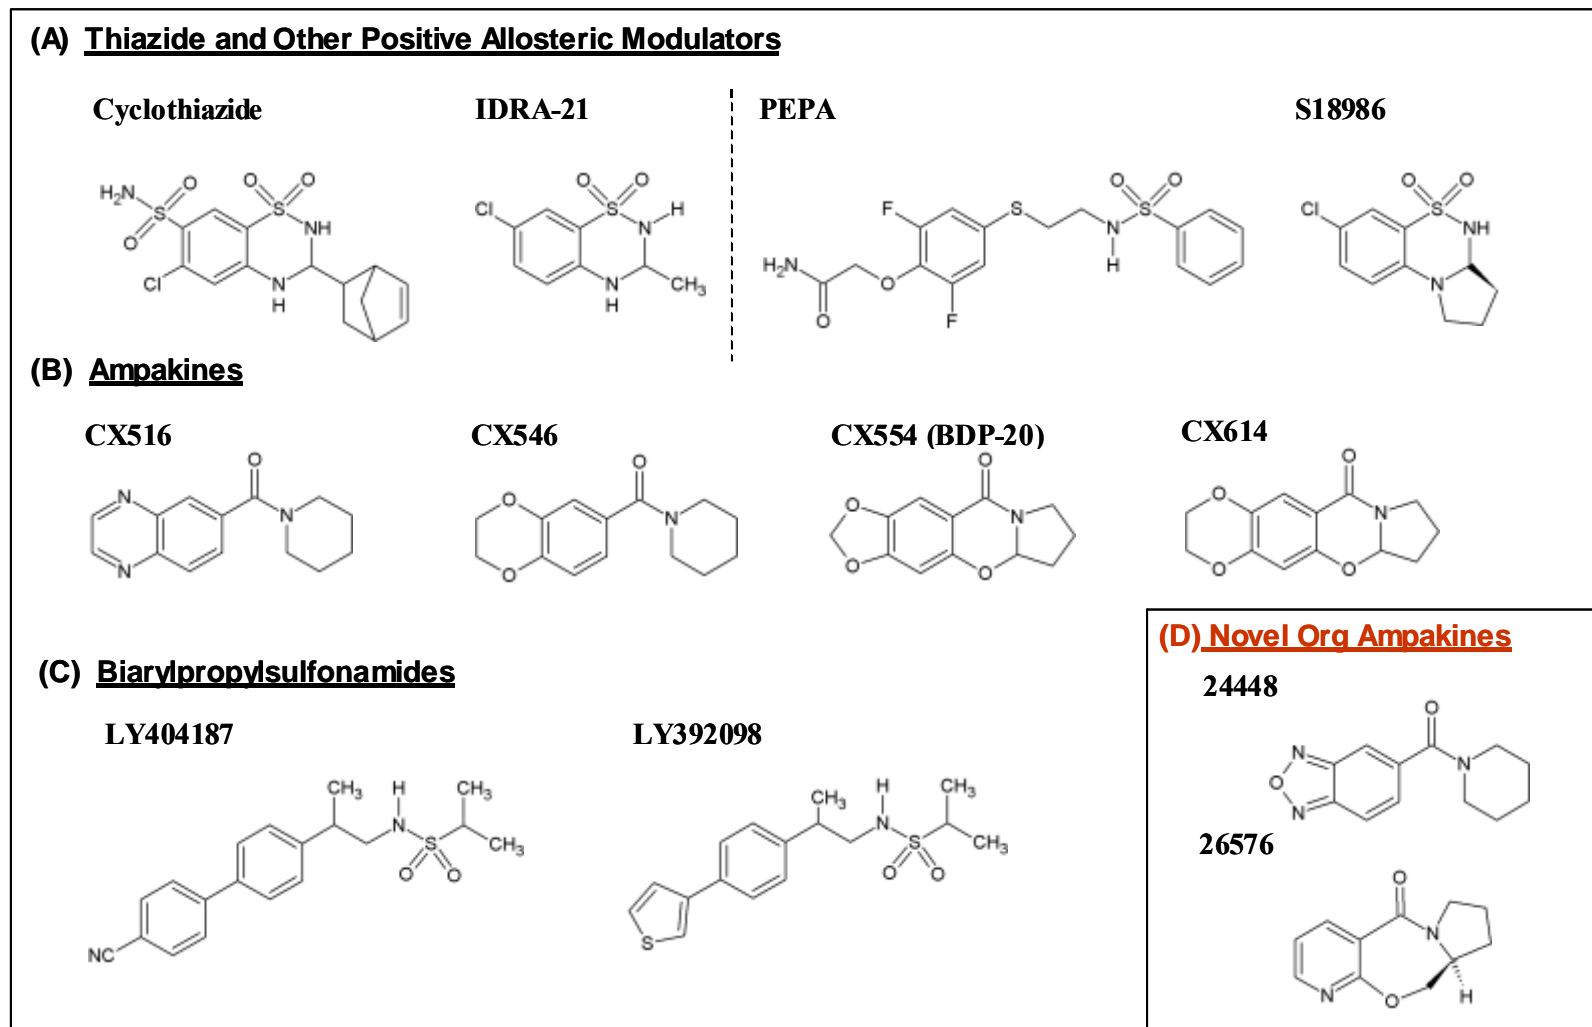 (A) Thiazide and Other Positive Allosteric Modulators
Cyclothiazide IDRA-21 PEPA S18986
H₂N O S O O O S NH Cl N H
O O S N H Cl N H CH₃
F S O O S N H H₂N O O F
O O S NH Cl N
(B) Ampakines
CX516 CX546 CX554 (BDP-20) CX614
N N O N
O O O N
O O O N O
O O O N O
(C) Biarylpropylsulfonamides
(D) Novel Org Ampakines
LY404187 LY392098
CH₃ H N S O O CH₃ CH₃ NC
CH₃ H N S O O CH₃ CH₃ S
24448
N O N O N
26576
O N N O H